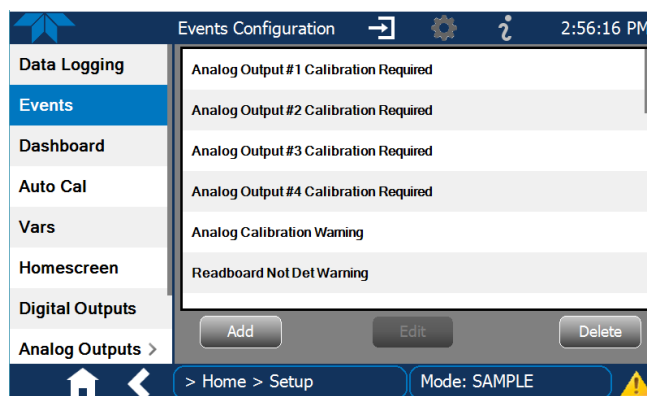 Events Configuration
2:56:16 PM
Data Logging
Events
Dashboard
Auto Cal
Vars
Homescreen
Digital Outputs
Analog Outputs >
Analog Output #1 Calibration Required
Analog Output #2 Calibration Required
Analog Output #3 Calibration Required
Analog Output #4 Calibration Required
Analog Calibration Warning
Readboard Not Det Warning
Add
Edit
Delete
> Home > Setup
Mode: SAMPLE